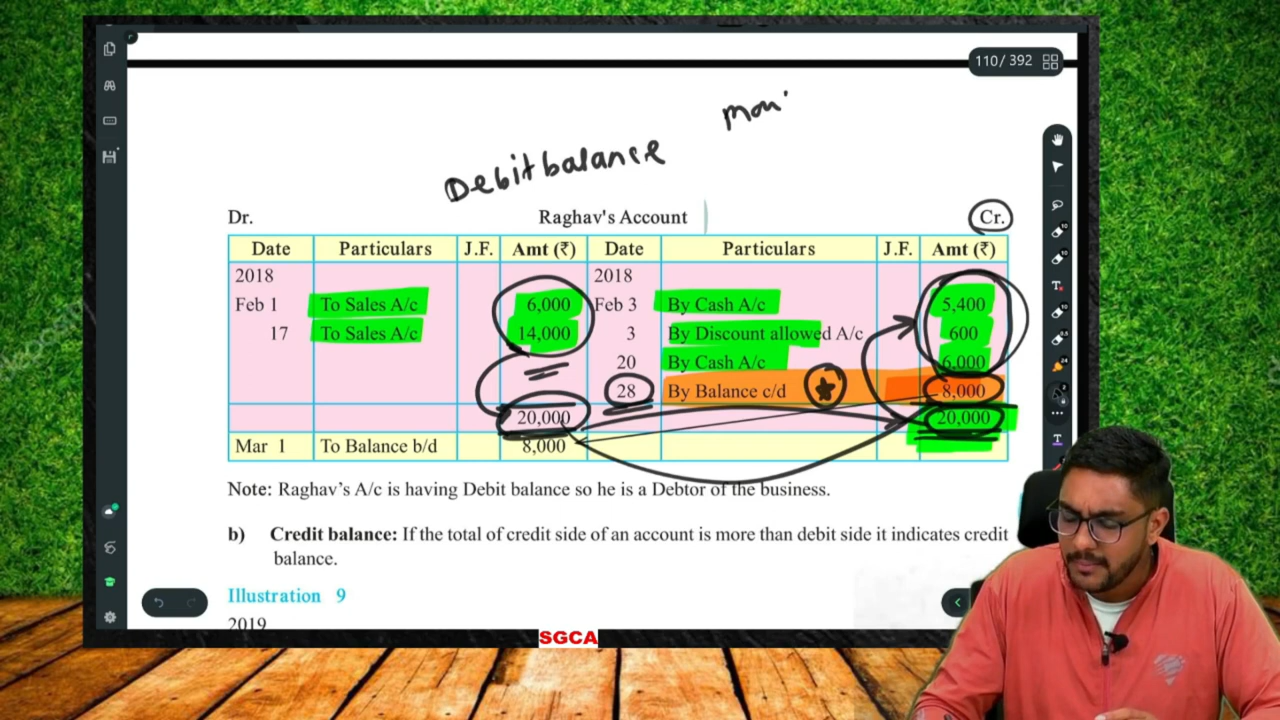 110/ 392
mon
Debit balance
Dr. Raghav's Account Cr.
Date Particulars J.F. Amt (₹) Date Particulars J.F. Amt (₹)
2018 2018
Feb 1 To Sales A/c 6,000 Feb 3 By Cash A/c 5,400
17 To Sales A/c 14,000 3 By Discount allowed A/c 600
20 By Cash A/c 6,000
28 By Balance c/d 8,000
20,000 20,000
Mar 1 To Balance b/d 8,000
Note: Raghav's A/c is having Debit balance so he is a Debtor of the business.
b) Credit balance: If the total of credit side of an account is more than debit side it indicates credit
balance.
Illustration 9
2019
SGCA